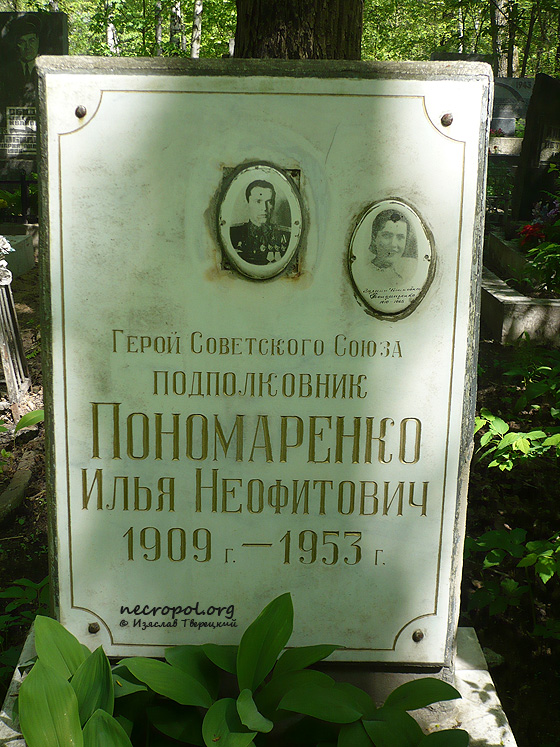 Герой Советского Союза
подполковник
Пономаренко
Илья Неофитович
1909 г. — 1953 г.
necropol.org
© Изяслав Тверецкий